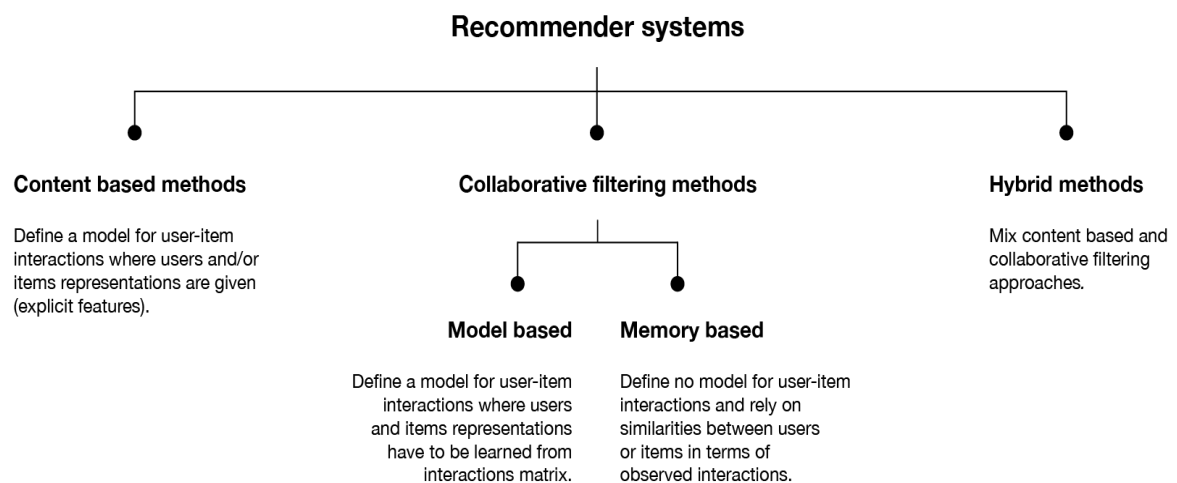 Recommender systems
Content based methods
Define a model for user-item
interactions where users and/or
items representations are given
(explicit features).
Collaborative filtering methods
Model based
Define a model for user-item
interactions where users
and items representations
have to be learned from
interactions matrix.
Memory based
Define no model for user-item
interactions and rely on
similarities between users
or items in terms of
observed interactions.
Hybrid methods
Mix content based and
collaborative filtering
approaches.